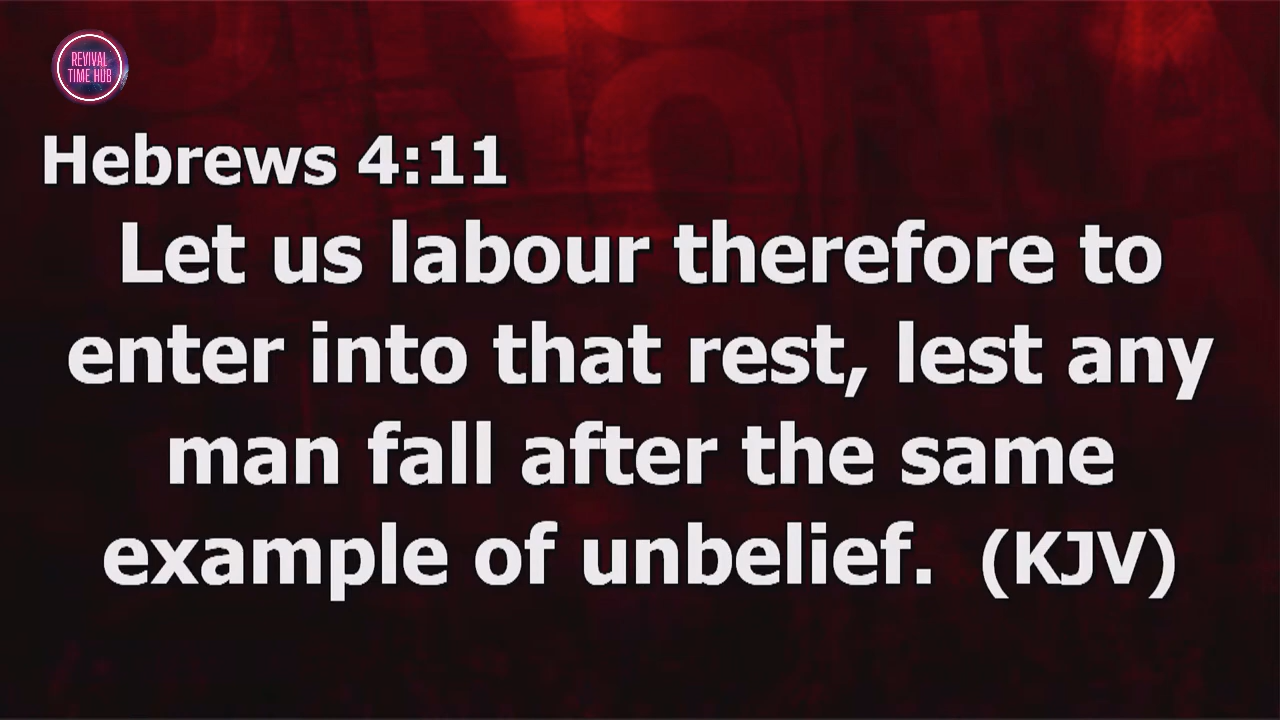 REVIVAL
TIME HUB
Hebrews 4:11
Let us labour therefore to
enter into that rest, lest any
man fall after the same
example of unbelief.  (KJV)